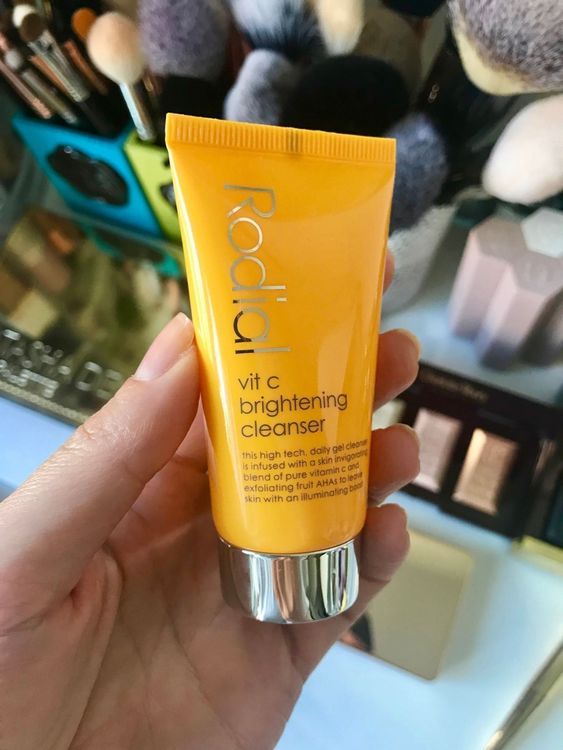 Rodial
vit c
brightening
cleanser
this high tech, daily gel cleanser
is infused with a skin invigorating
blend of pure vitamin c and
exfoliating fruit AHAs to leave
skin with an illuminating boost